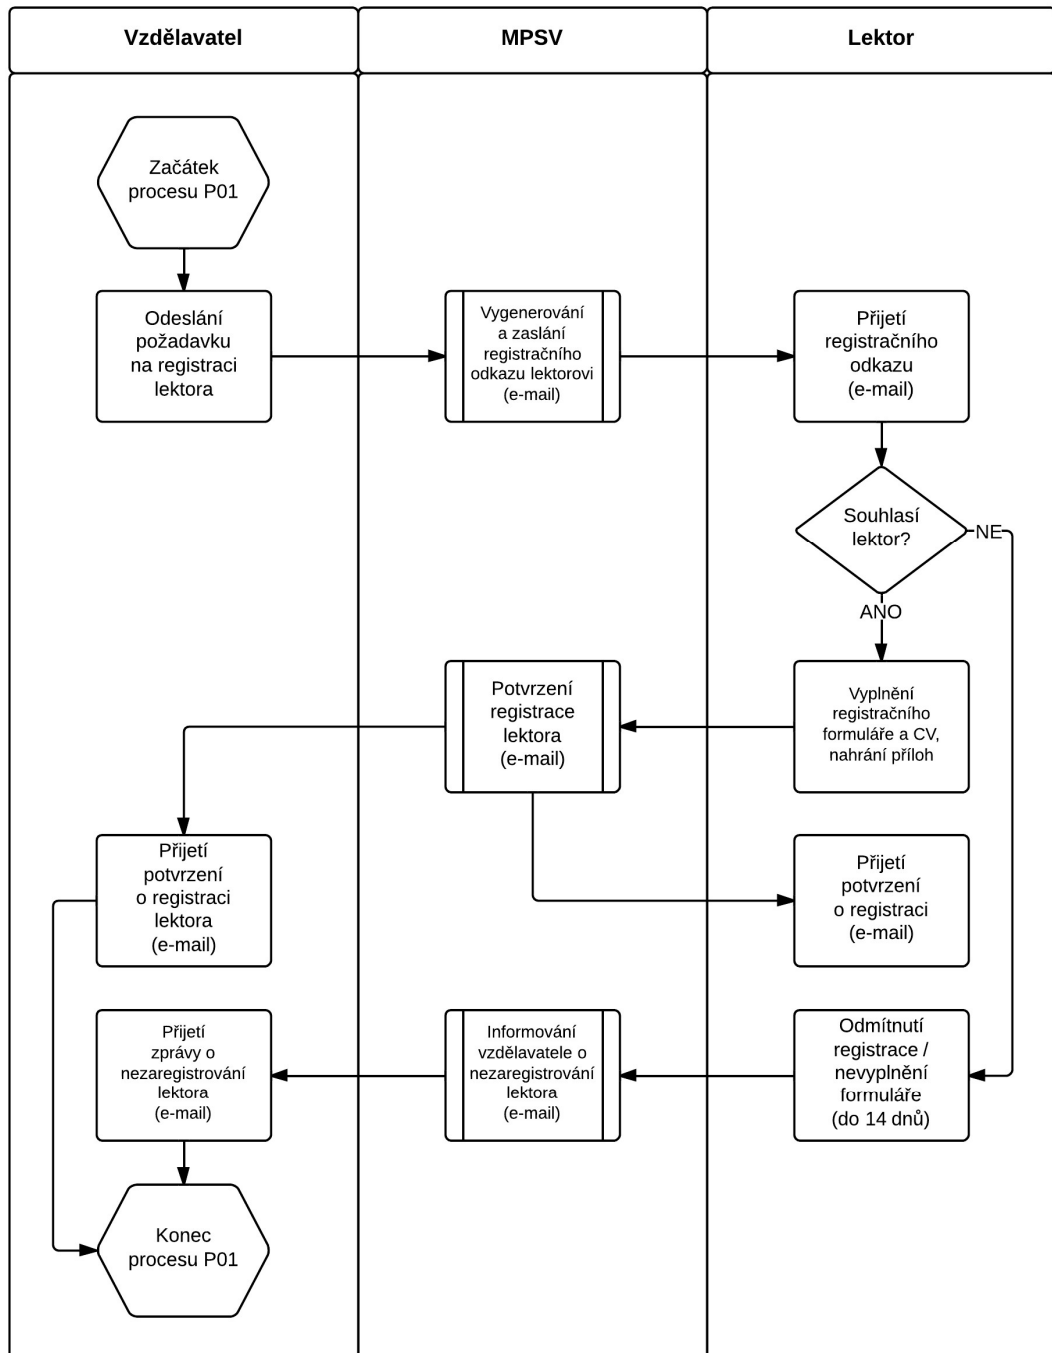 Vzdělavatel
MPSV
Lektor
Začátek
procesu P01
Odeslání
požadavku
na registraci
lektora
Vygenerování
a zaslání
registračního
odkazu lektorovi
(e-mail)
Přijetí
registračního
odkazu
(e-mail)
Souhlasí
lektor?
NE
ANO
Vyplnění
registračního
formuláře a CV,
nahrání příloh
Potvrzení
registrace
lektora
(e-mail)
Přijetí
potvrzení
o registraci
lektora
(e-mail)
Přijetí
potvrzení
o registraci
(e-mail)
Odmítnutí
registrace /
nevyplnění
formuláře
(do 14 dnů)
Informování
vzdělavatele o
nezaregistrování
lektora
(e-mail)
Přijetí
zprávy o
nezaregistrování
lektora
(e-mail)
Konec
procesu P01